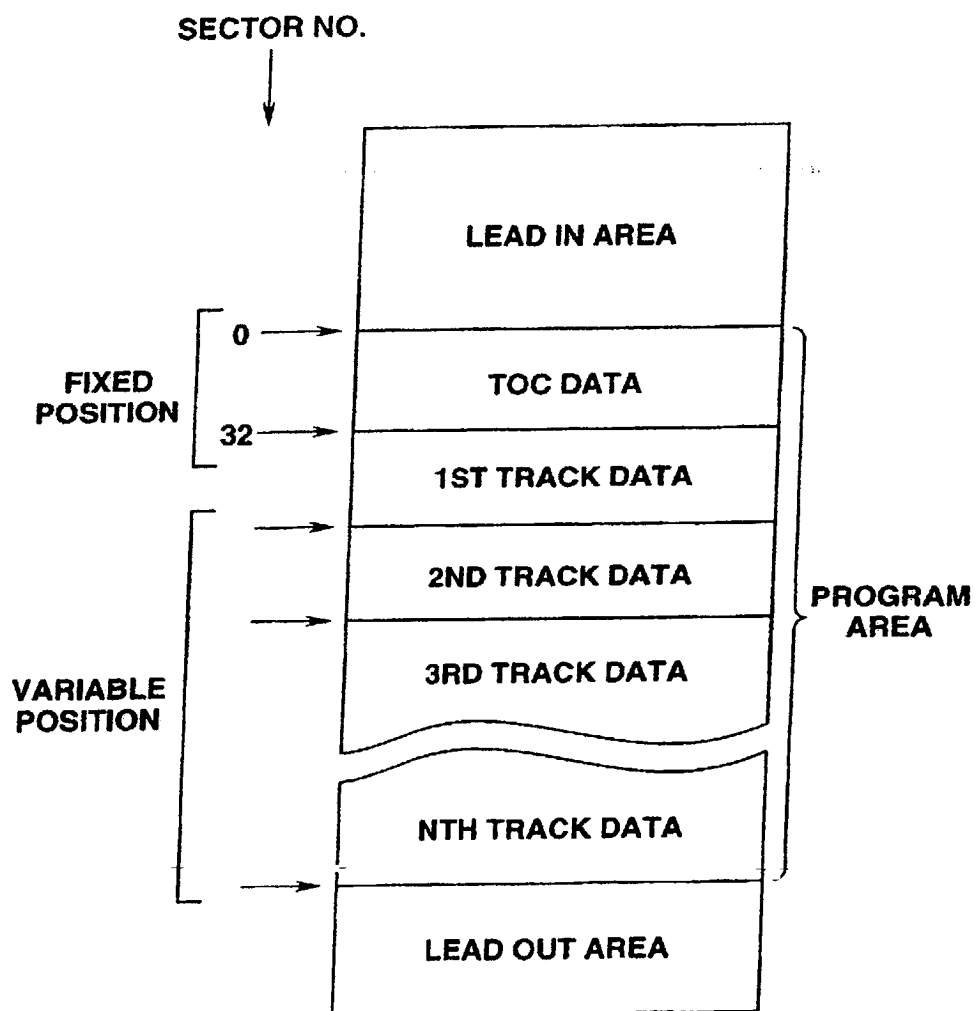 SECTOR NO.
LEAD IN AREA
0
FIXED
POSITION
TOC DATA
32
1ST TRACK DATA
2ND TRACK DATA
PROGRAM
AREA
3RD TRACK DATA
VARIABLE
POSITION
NTH TRACK DATA
LEAD OUT AREA